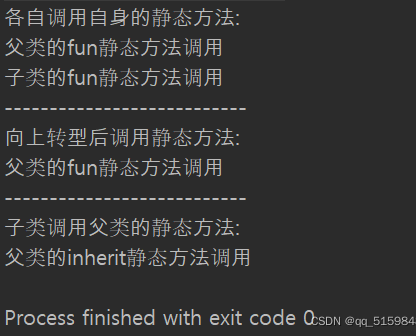 各自调用自身的静态方法:
父类的fun静态方法调用
子类的fun静态方法调用
---------------------------
向上转型后调用静态方法:
父类的fun静态方法调用
---------------------------
子类调用父类的静态方法:
父类的inherit静态方法调用
Process finished with exit code 0
CSDN @qq_515984